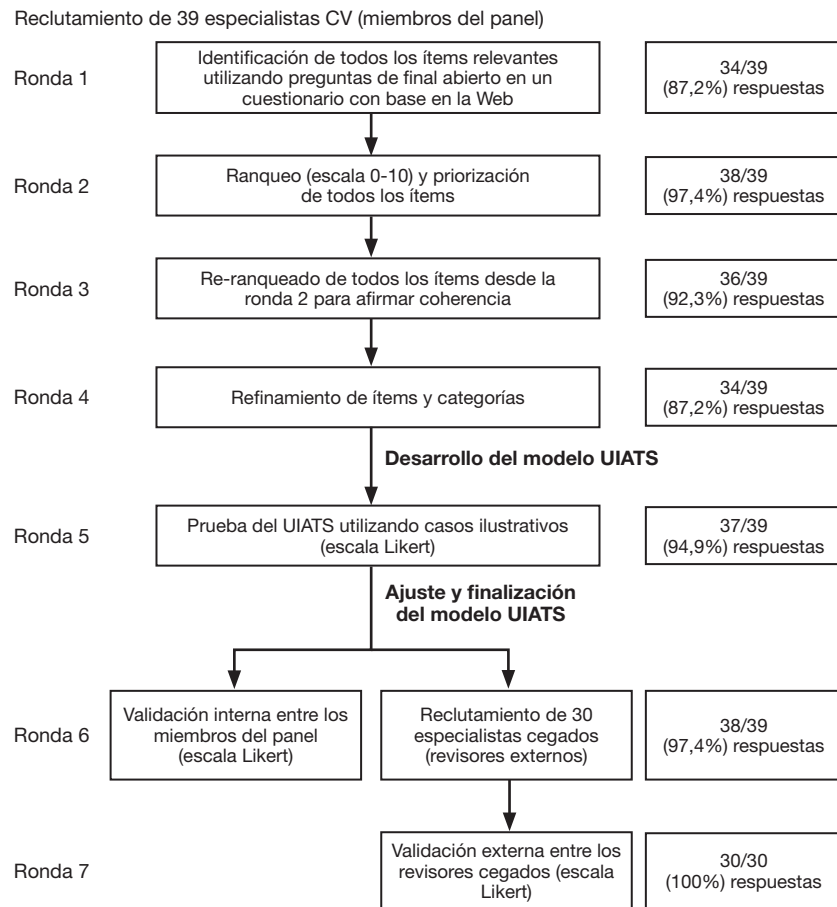 Reclutamiento de 39 especialistas CV (miembros del panel)
Ronda 1
Identificación de todos los ítems relevantes
utilizando preguntas de final abierto en un
cuestionario con base en la Web
34/39
(87,2%) respuestas
Ronda 2
Ranqueo (escala 0-10) y priorización
de todos los ítems
38/39
(97,4%) respuestas
Ronda 3
Re-ranqueado de todos los ítems desde la
ronda 2 para afirmar coherencia
36/39
(92,3%) respuestas
Ronda 4
Refinamiento de ítems y categorías
34/39
(87,2%) respuestas
Desarrollo del modelo UIATS
Ronda 5
Prueba del UIATS utilizando casos ilustrativos
(escala Likert)
37/39
(94,9%) respuestas
Ajuste y finalización
del modelo UIATS
Ronda 6
Validación interna entre los
miembros del panel
(escala Likert)
Reclutamiento de 30
especialistas cegados
(revisores externos)
38/39
(97,4%) respuestas
Ronda 7
Validación externa entre los
revisores cegados (escala
Likert)
30/30
(100%) respuestas